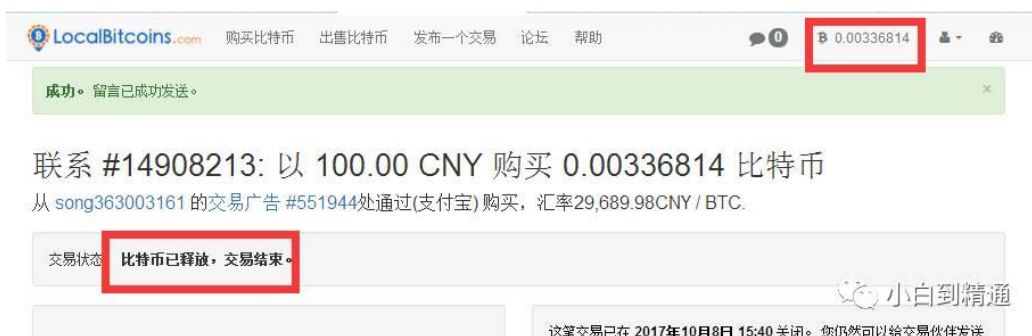 LocalBitcoins.com 购买比特币 出售比特币 发布一个交易 论坛 帮助 0 0.00336814
成功。留言已成功发送。 ×
联系 #14908213: 以 100.00 CNY 购买 0.00336814 比特币
从 song363003161 的交易广告 #551944处通过(支付宝) 购买，汇率29,689.98CNY / BTC.
交易状态 比特币已释放，交易结束。
小白到精通
这笔交易已在 2017年10月8日 15:40 关闭。您仍然可以给交易伙伴发送